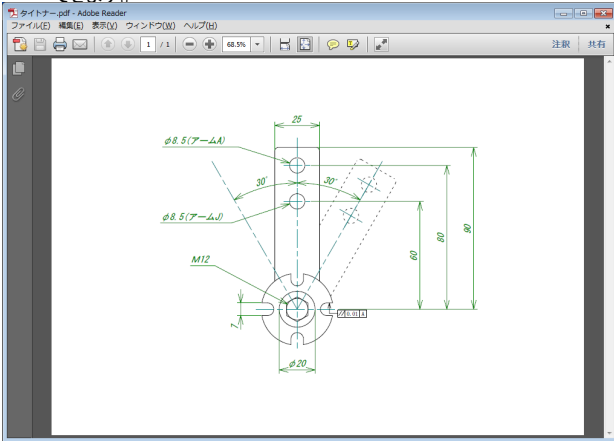 タイトナー.pdf - Adobe Reader
ファイル(F) 編集(E) 表示(V) ウィンドウ(W) ヘルプ(H)
1 / 1 68.5% 注釈 共有
25
φ8.5(アームA)
30° 30°
φ8.5(アームJ)
80 90
60
M12
7
// 0.01 A
φ20